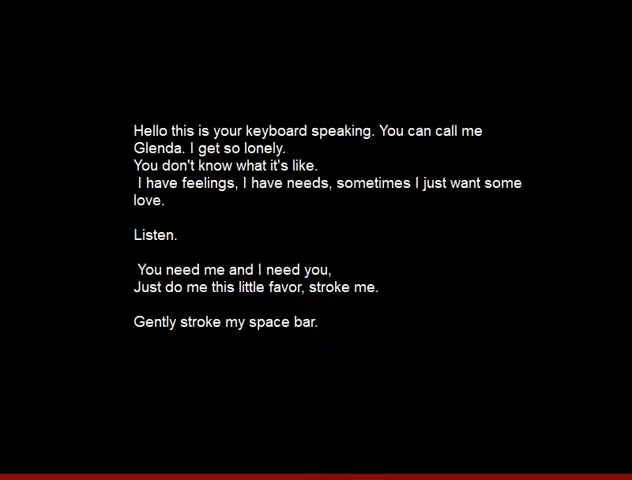 Hello this is your keyboard speaking. You can call me
Glenda. I get so lonely.
You don't know what it's like.
I have feelings, I have needs, sometimes I just want some
love.
Listen.
You need me and I need you,
Just do me this little favor, stroke me.
Gently stroke my space bar.